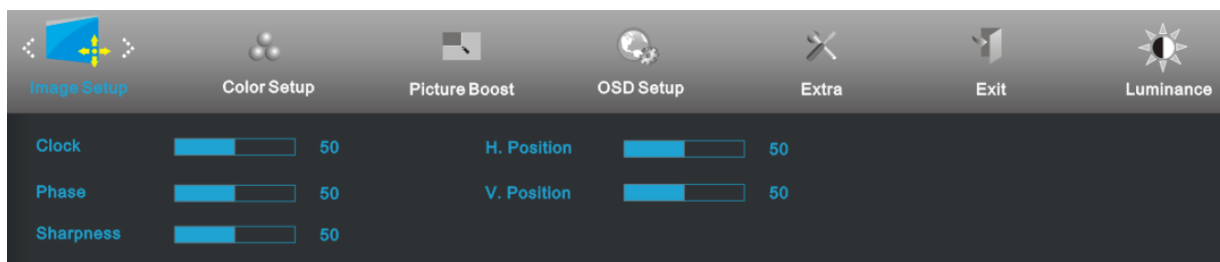 Image Setup Color Setup Picture Boost OSD Setup Extra Exit Luminance
Clock 50 H. Position 50
Phase 50 V. Position 50
Sharpness 50